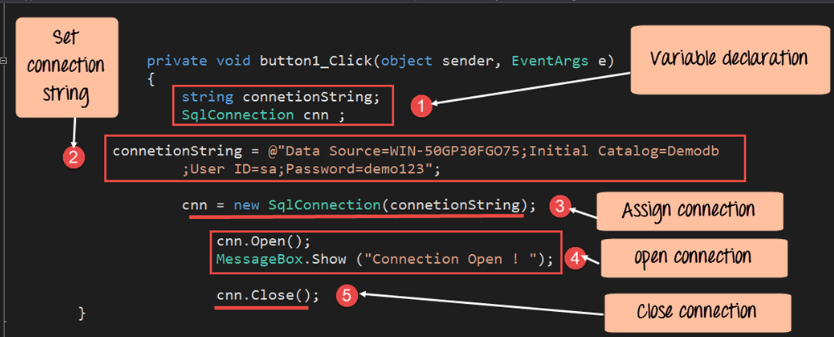 Set
connection
string
private void button1_Click(object sender, EventArgs e)
{
string connetionString;
SqlConnection cnn ;
1
Variable declaration
2
connetionString = @"Data Source=WIN-50GP30FGO75;Initial Catalog=Demodb
;User ID=sa;Password=demo123";
cnn = new SqlConnection(connetionString);
3
Assign connection
cnn.Open();
MessageBox.Show ("Connection Open ! ");
4
open connection
cnn.Close();
5
Close connection
}